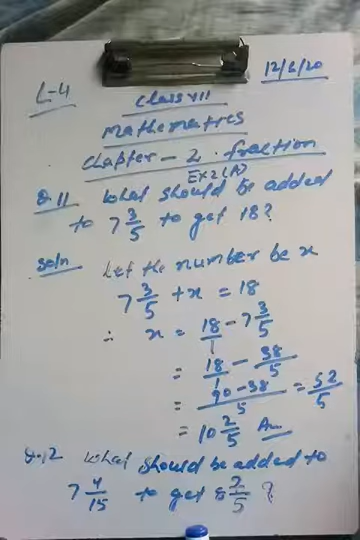 12/6/20
L-4
Class VII
Mathematics
Chapter - 2 fraction
Ex 2(A)
Q.11 What should be added
to 7 3/5 to get 18?
Soln Let the number be x
7 3/5 + x = 18
∴ x = 18/1 - 7 3/5
= 18/1 - 38/5
= 90-38/5 = 52/5
= 10 2/5 Ans
Q.12 What should be added to
7 4/15 to get 8 2/5 ?